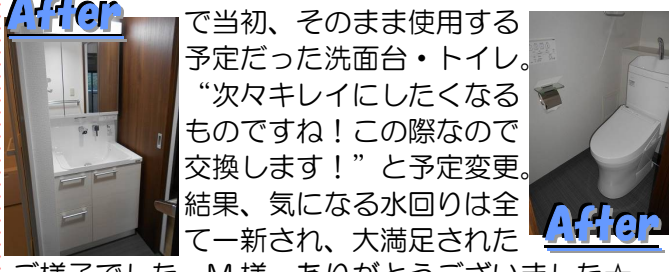 After
で当初、そのまま使用する
予定だった洗面台・トイレ。
“次々キレイにしたくなる
ものですね！この際なので
交換します！”と予定変更。
結果、気になる水回りは全
て一新され、大満足された
After
ご様子でした。M様、ありがとうございました☆